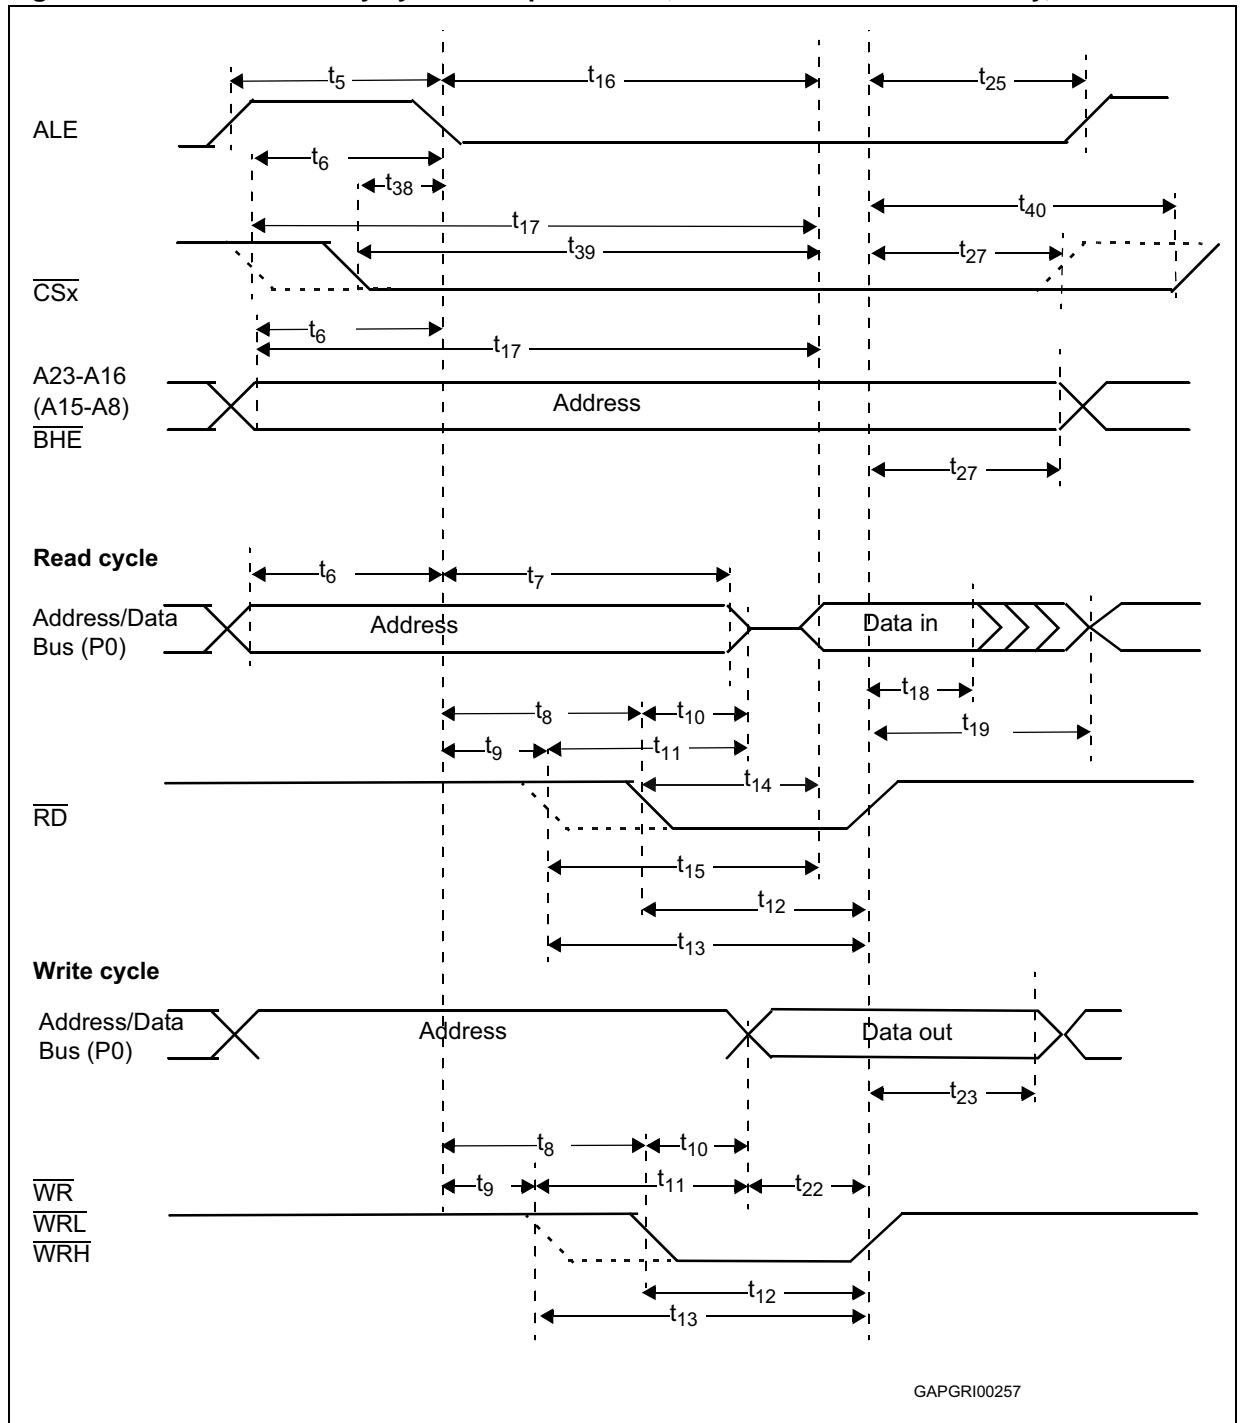 t5 t16 t25
ALE
t6
t38
t40
t17
t39 t27
CSx
t6
t17
A23-A16
(A15-A8)
BHE
Address
t27
Read cycle
t6 t7
Address/Data
Bus (P0)
Address Data in
t18
t8 t10
t19
t9 t11
t14
RD
t15
t12
t13
Write cycle
Address/Data
Bus (P0)
Address Data out
t23
t8 t10
t9 t11 t22
WR
WRL
WRH
t12
t13
GAPGRI00257